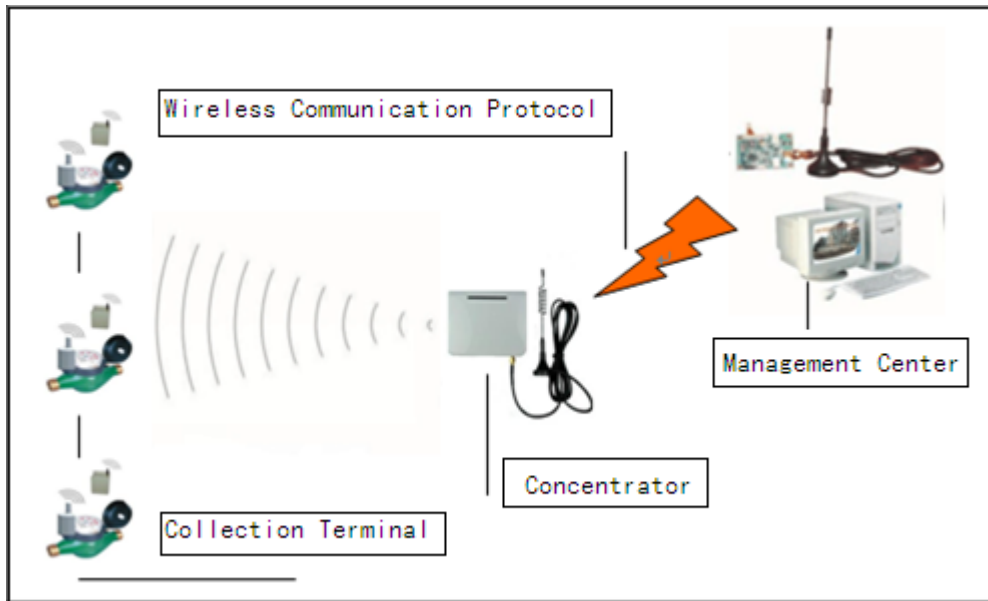 Wireless Communication Protocol
Management Center
Concentrator
Collection Terminal